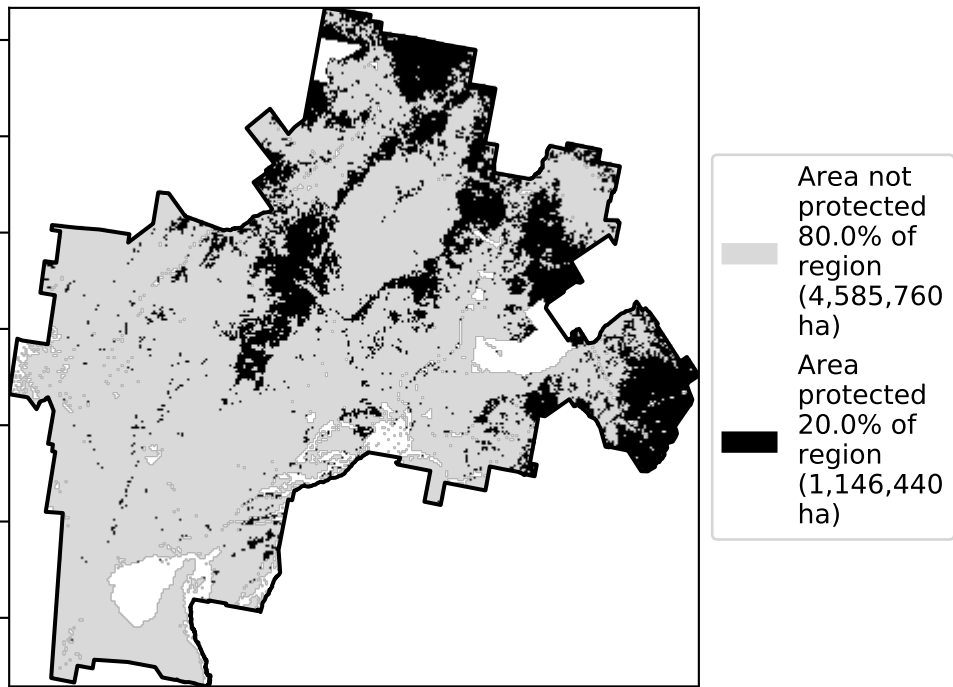 Area not
protected
80.0% of
region
(4,585,760
ha)
Area
protected
20.0% of
region
(1,146,440
ha)